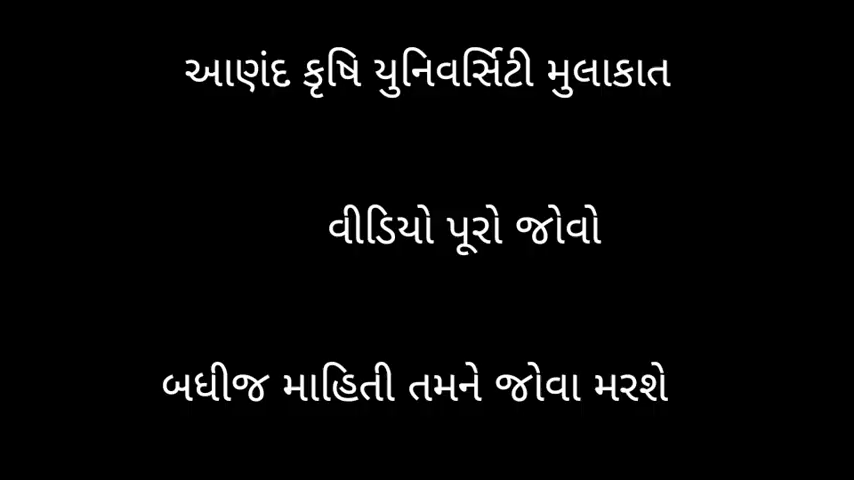 આણંદ કૃષિ યુનિવર્સિટી મુલાકાત
વીડિયો પૂરો જોવો
બધીજ માહિતી તમને જોવા મરશે